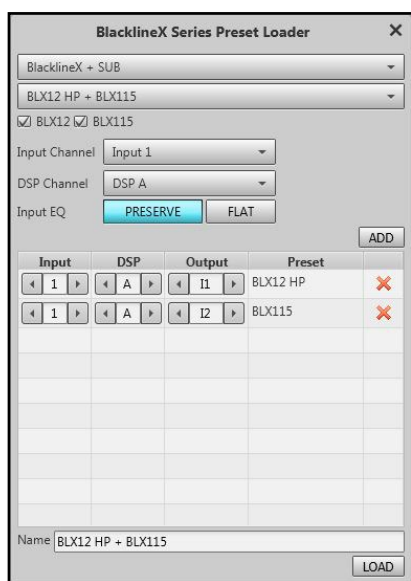 BlacklineX Series Preset Loader
BlacklineX + SUB
BLX12 HP + BLX115
BLX12 BLX115
Input Channel Input 1
DSP Channel DSP A
Input EQ PRESERVE FLAT
ADD
Input DSP Output Preset
1 A I1 BLX12 HP
1 A I2 BLX115
Name BLX12 HP + BLX115
LOAD